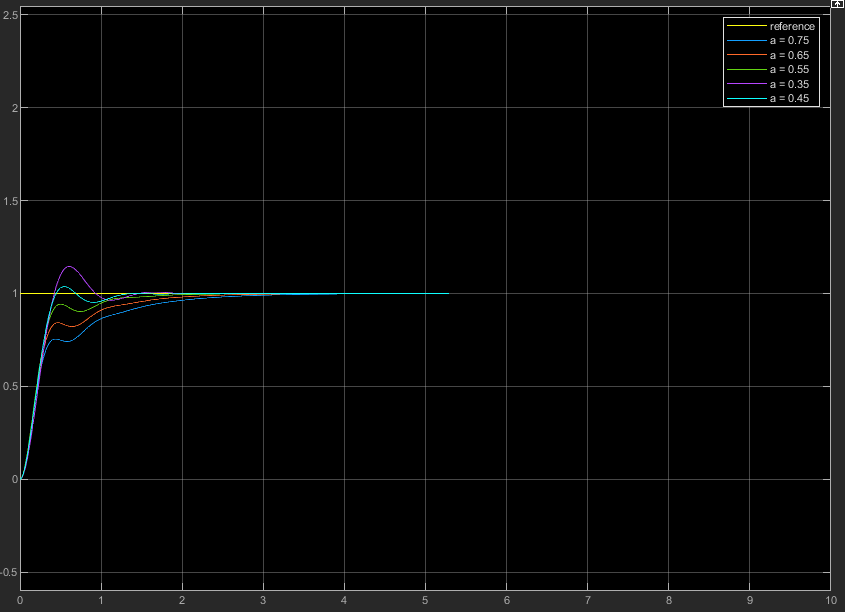 2.5
reference
a = 0.75
a = 0.65
a = 0.55
a = 0.35
a = 0.45
2
1.5
1
0.5
0
-0.5
0 1 2 3 4 5 6 7 8 9 10